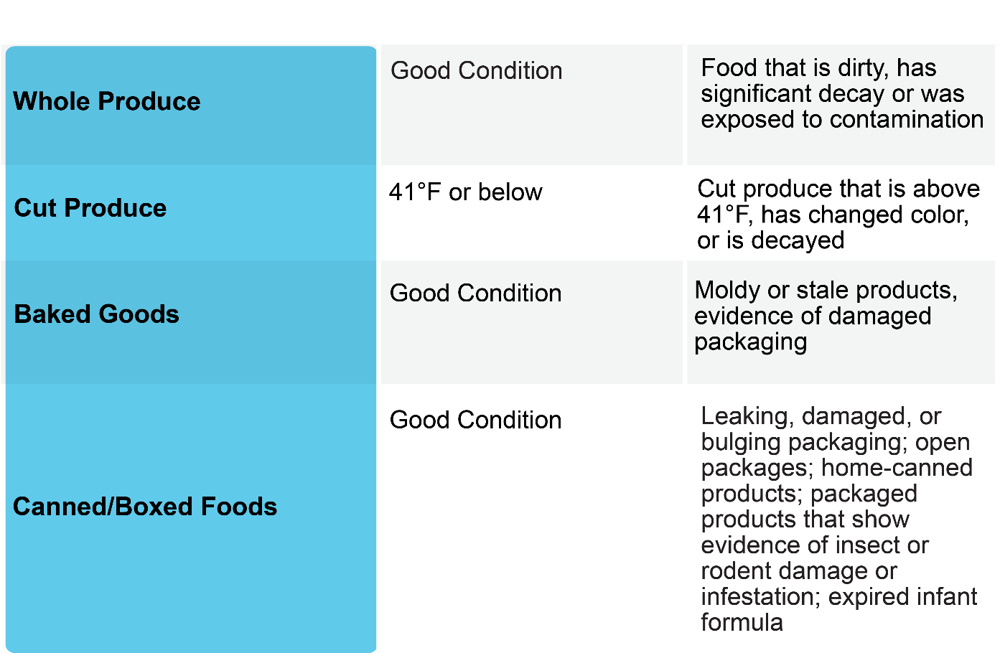 Whole Produce
Good Condition
Food that is dirty, has
significant decay or was
exposed to contamination
Cut Produce
41°F or below
Cut produce that is above
41°F, has changed color,
or is decayed
Baked Goods
Good Condition
Moldy or stale products,
evidence of damaged
packaging
Canned/Boxed Foods
Good Condition
Leaking, damaged, or
bulging packaging; open
packages; home-canned
products; packaged
products that show
evidence of insect or
rodent damage or
infestation; expired infant
formula